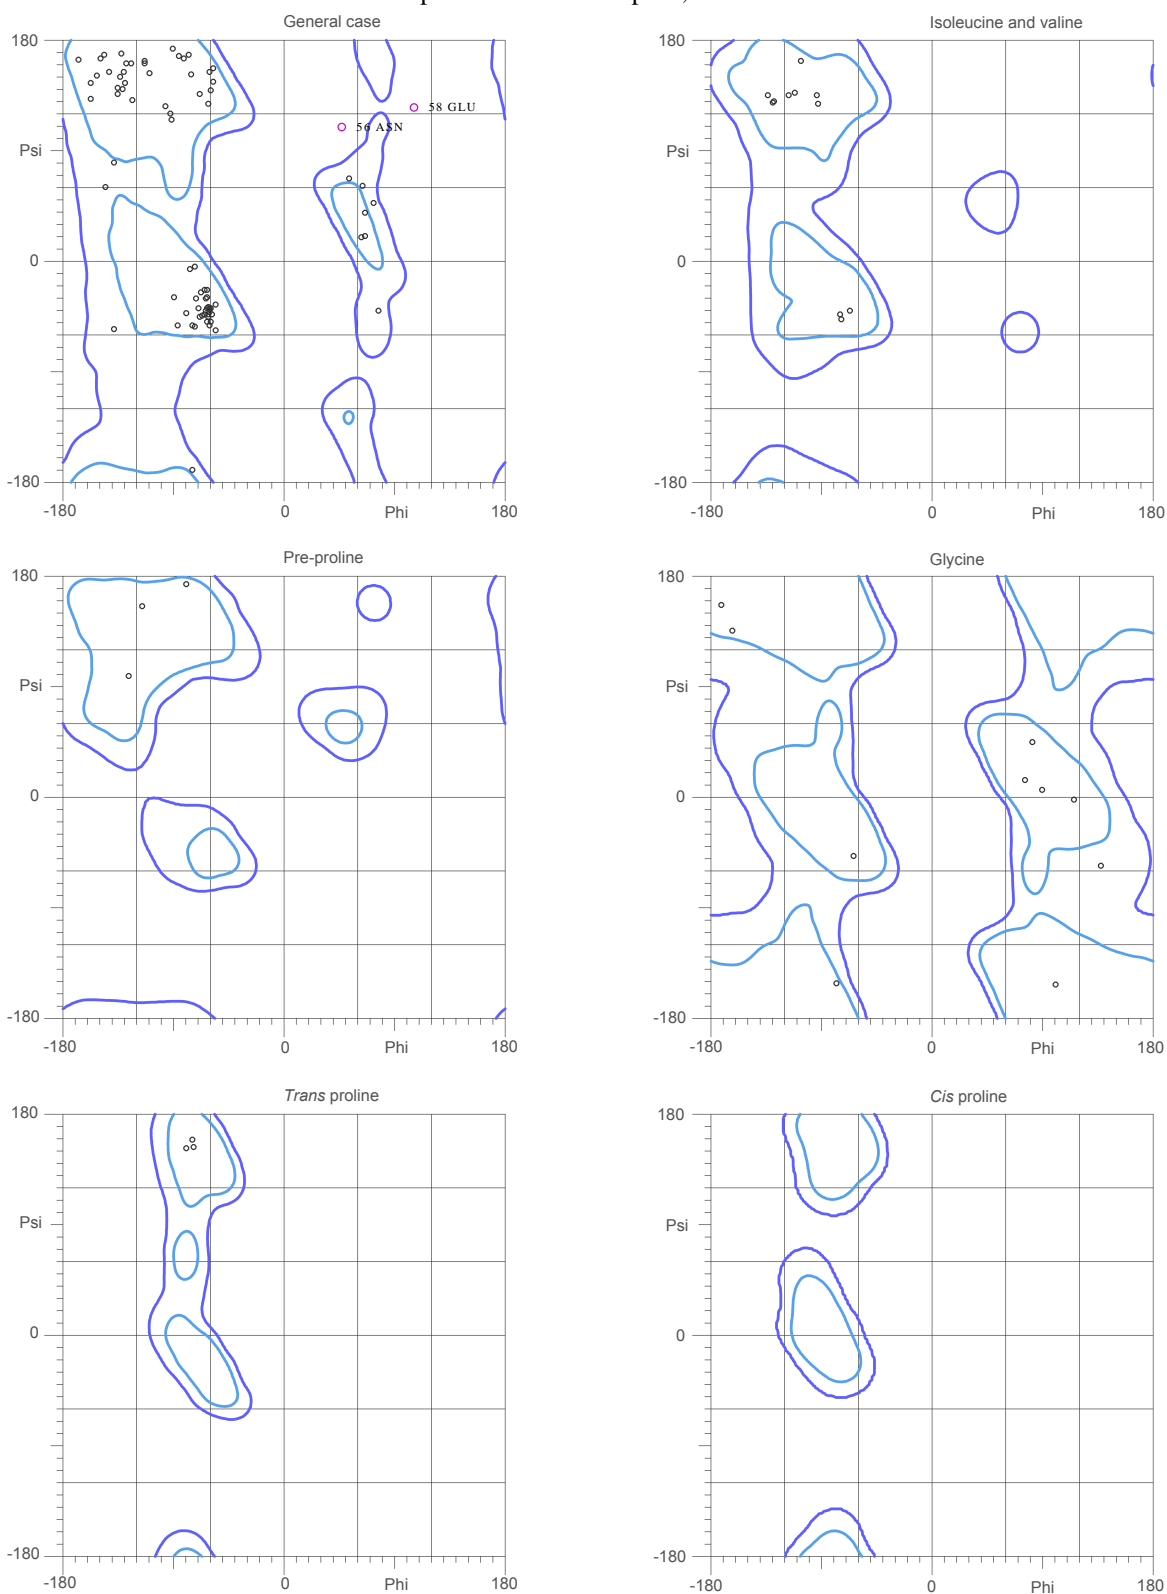 General case
Isoleucine and valine
180
180
58 GLU
56 ASN
Psi
Psi
0
0
-180
-180
-180
0
Phi
180
-180
0
Phi
180
Pre-proline
Glycine
180
180
Psi
Psi
0
0
-180
-180
-180
0
Phi
180
-180
0
Phi
180
Trans proline
Cis proline
180
180
Psi
Psi
0
0
-180
-180
-180
0
Phi
180
-180
0
Phi
180